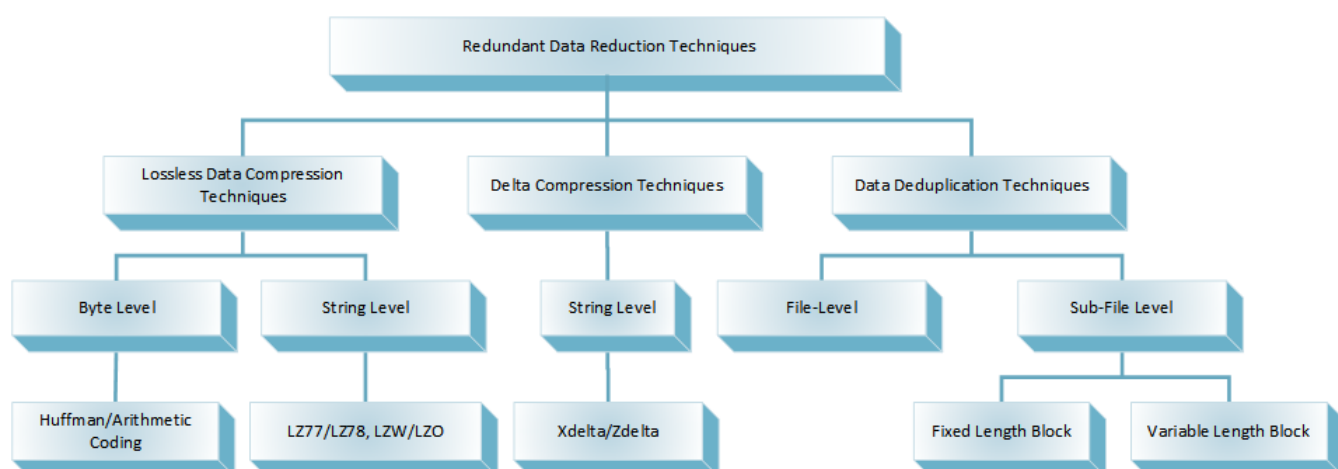 Redundant Data Reduction Techniques
Lossless Data Compression
Techniques
Delta Compression Techniques
Data Deduplication Techniques
Byte Level
String Level
String Level
File-Level
Sub-File Level
Huffman/Arithmetic
Coding
LZ77/LZ78, LZW/LZO
Xdelta/Zdelta
Fixed Length Block
Variable Length Block